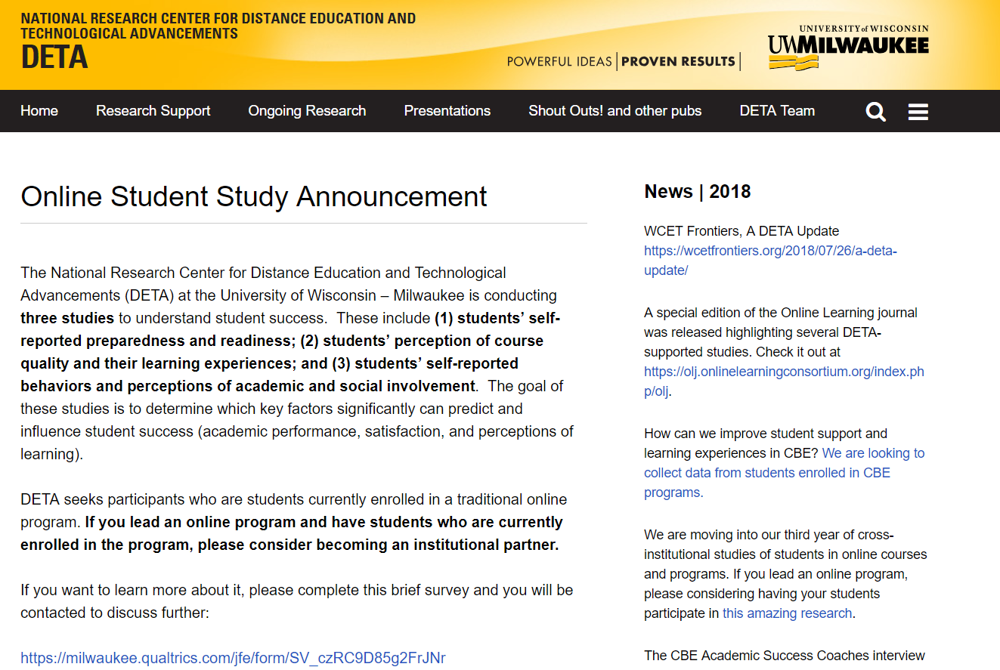 NATIONAL RESEARCH CENTER FOR DISTANCE EDUCATION AND
TECHNOLOGICAL ADVANCEMENTS
DETA
POWERFUL IDEAS | PROVEN RESULTS |
UNIVERSITY of WISCONSIN
UWMILWAUKEE
Home Research Support Ongoing Research Presentations Shout Outs! and other pubs DETA Team
Online Student Study Announcement
The National Research Center for Distance Education and Technological
Advancements (DETA) at the University of Wisconsin – Milwaukee is conducting
three studies to understand student success.  These include (1) students’ self-
reported preparedness and readiness; (2) students’ perception of course
quality and their learning experiences; and (3) students’ self-reported
behaviors and perceptions of academic and social involvement.  The goal of
these studies is to determine which key factors significantly can predict and
influence student success (academic performance, satisfaction, and perceptions of
learning).
DETA seeks participants who are students currently enrolled in a traditional online
program. If you lead an online program and have students who are currently
enrolled in the program, please consider becoming an institutional partner.
If you want to learn more about it, please complete this brief survey and you will be
contacted to discuss further:
https://milwaukee.qualtrics.com/jfe/form/SV_czRC9D85g2FrJNr
News | 2018
WCET Frontiers, A DETA Update
https://wcetfrontiers.org/2018/07/26/a-deta-
update/
A special edition of the Online Learning journal
was released highlighting several DETA-
supported studies. Check it out at
https://olj.onlinelearningconsortium.org/index.ph
p/olj.
How can we improve student support and
learning experiences in CBE? We are looking to
collect data from students enrolled in CBE
programs.
We are moving into our third year of cross-
institutional studies of students in online courses
and programs. If you lead an online program,
please considering having your students
participate in this amazing research.
The CBE Academic Success Coaches interview